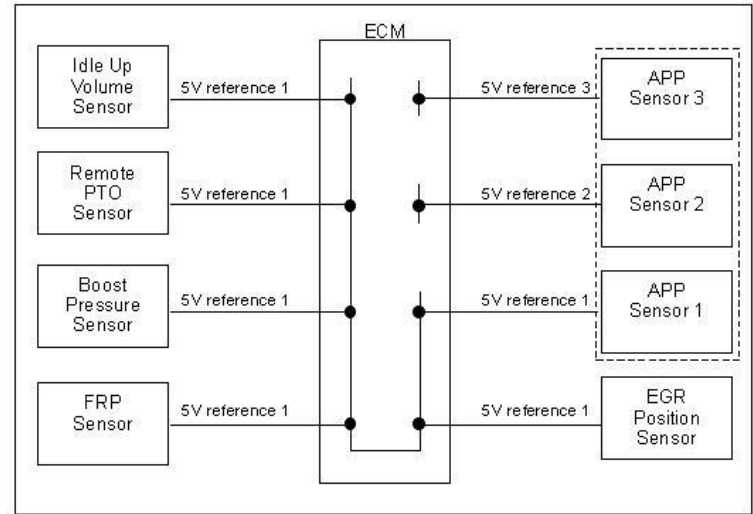 ECM
Idle Up
Volume
Sensor
5V reference 1
5V reference 3
APP
Sensor 3
Remote
PTO
Sensor
5V reference 1
5V reference 2
APP
Sensor 2
Boost
Pressure
Sensor
5V reference 1
5V reference 1
APP
Sensor 1
FRP
Sensor
5V reference 1
5V reference 1
EGR
Position
Sensor